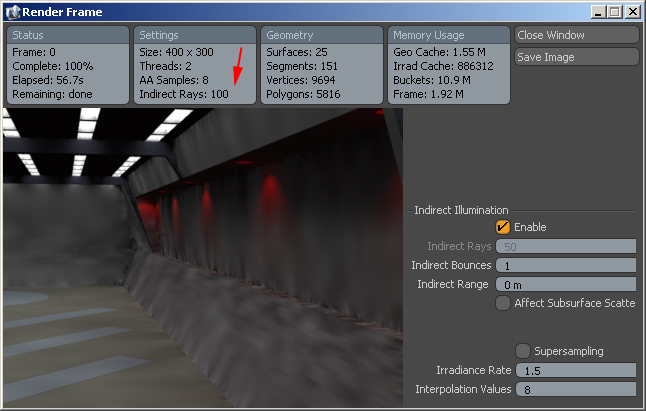 Render Frame
Status
Frame: 0
Complete: 100%
Elapsed: 56.7s
Remaining: done
Settings
Size: 400 x 300
Threads: 2
AA Samples: 8
Indirect Rays: 100
Geometry
Surfaces: 25
Segments: 151
Vertices: 9694
Polygons: 5816
Memory Usage
Geo Cache: 1.55 M
Irrad Cache: 886312
Buckets: 10.9 M
Frame: 1.92 M
Close Window
Save Image
Indirect Illumination
Enable
Indirect Rays 50
Indirect Bounces 1
Indirect Range 0 m
Affect Subsurface Scatte
Supersampling
Irradiance Rate 1.5
Interpolation Values 8